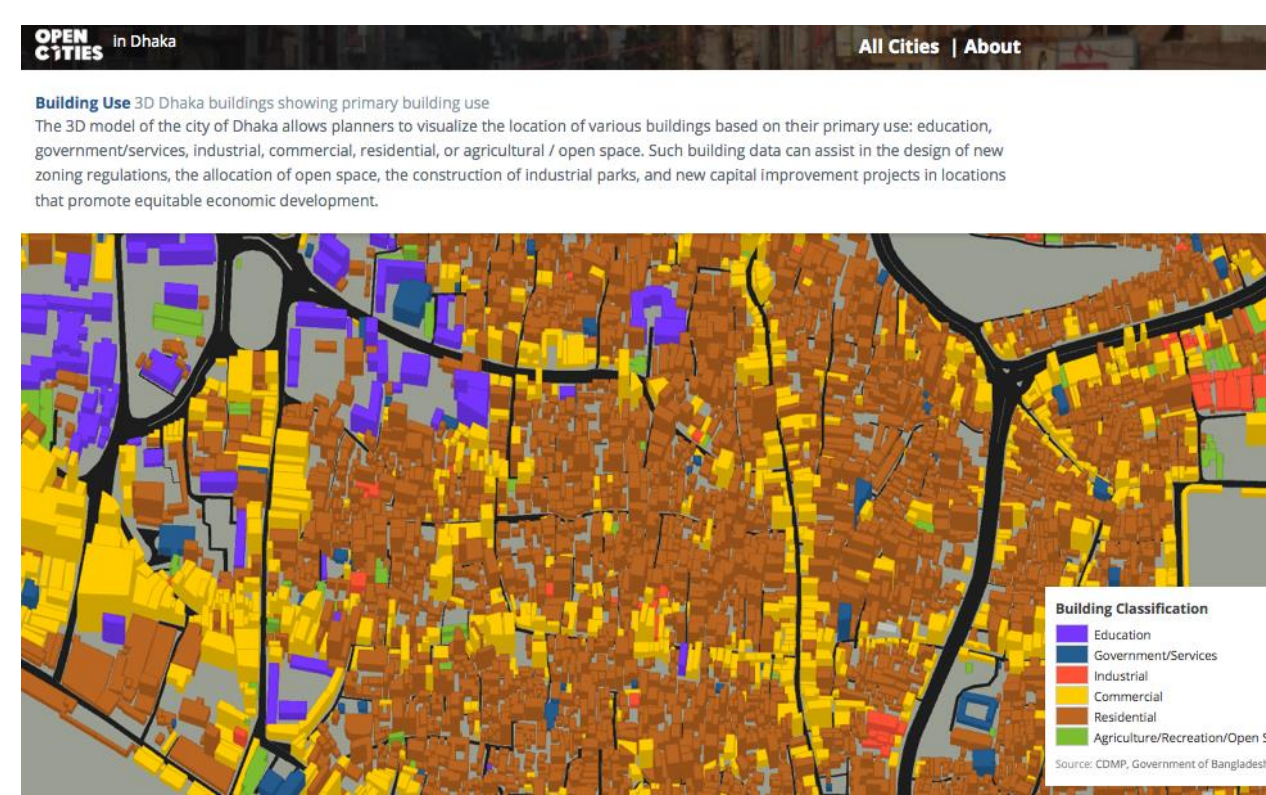 OPEN
CITIES
in Dhaka
All Cities | About
Building Use 3D Dhaka buildings showing primary building use
The 3D model of the city of Dhaka allows planners to visualize the location of various buildings based on their primary use: education,
government/services, industrial, commercial, residential, or agricultural / open space. Such building data can assist in the design of new
zoning regulations, the allocation of open space, the construction of industrial parks, and new capital improvement projects in locations
that promote equitable economic development.
Building Classification
Education
Government/Services
Industrial
Commercial
Residential
Agriculture/Recreation/Open S
Source: CDMP, Government of Bangladesh